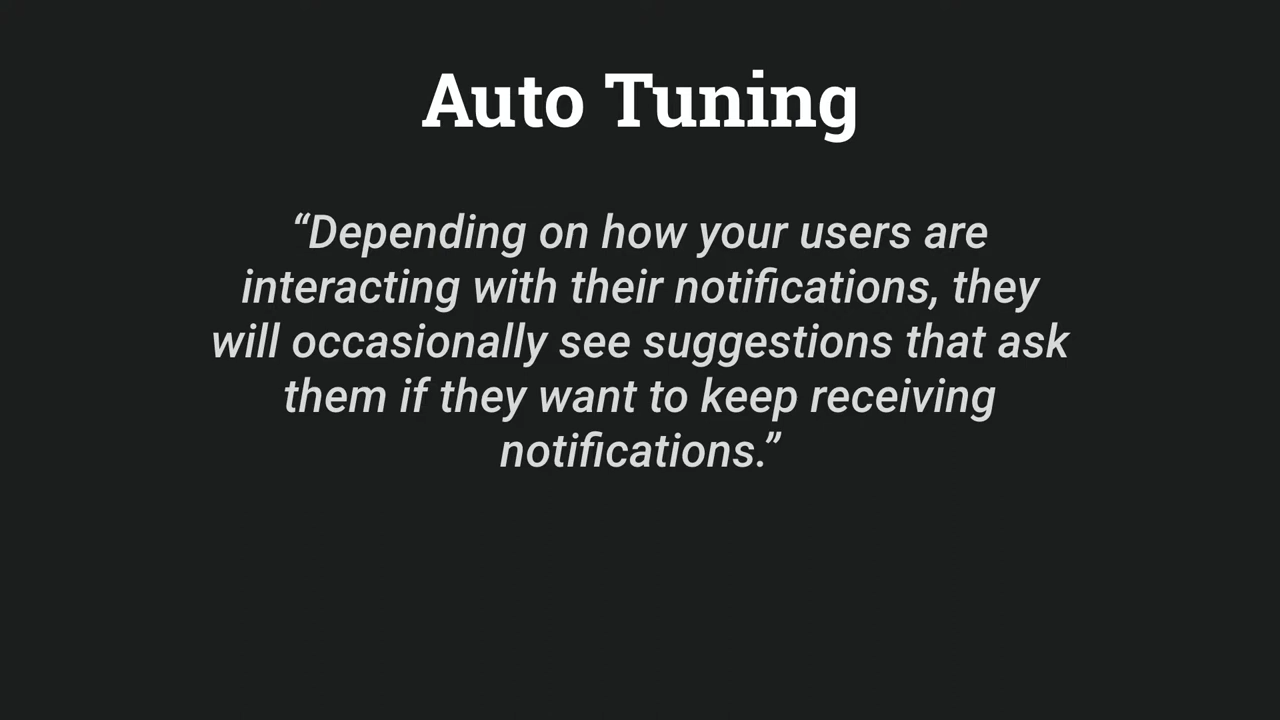 Auto Tuning
“Depending on how your users are
interacting with their notifications, they
will occasionally see suggestions that ask
them if they want to keep receiving
notifications.”